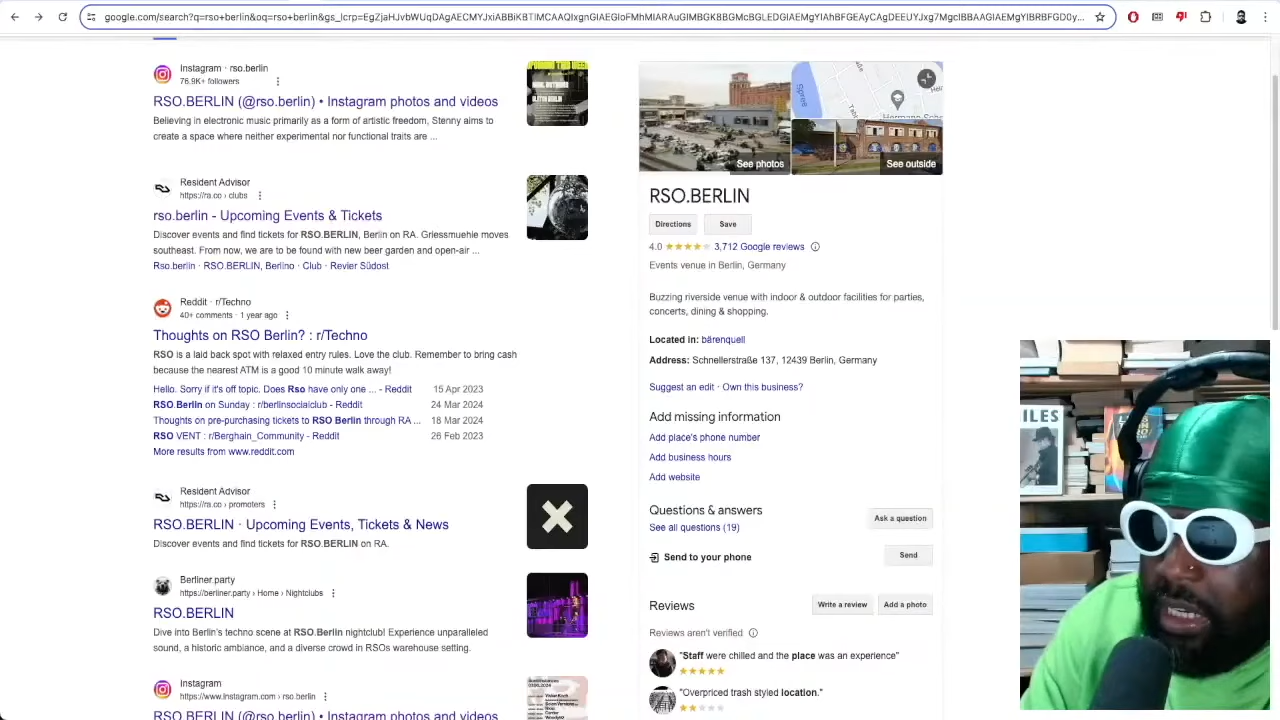 google.com/search?q=rso+berlin&oq=rso+berlin&gs_lcrp=
Instagram · rso.berlin
76.9K+ followers
RSO.BERLIN (@rso.berlin) • Instagram photos and videos
Believing in electronic music primarily as a form of artistic freedom, Stenny aims to
create a space where neither experimental nor functional traits are ...
Resident Advisor
https://ra.co › clubs
rso.berlin - Upcoming Events & Tickets
Discover events and find tickets for RSO.BERLIN, Berlin on RA. Griessmuehle moves
southeast. From now, we are to be found with new beer garden and open-air ...
Rso.berlin · RSO.BERLIN, Berlino · Club · Revier Südost
Reddit · r/Techno
40+ comments · 1 year ago
Thoughts on RSO Berlin? : r/Techno
RSO is a laid back spot with relaxed entry rules. Love the club. Remember to bring cash
because the nearest ATM is a good 10 minute walk away!
Hello. Sorry if it's off topic. Does Rso have only one ... - Reddit 15 Apr 2023
RSO.Berlin on Sunday : r/berlinsocialclub - Reddit 24 Mar 2024
Thoughts on pre-purchasing tickets to RSO Berlin through RA ... 18 Mar 2024
RSO VENT : r/Berghain_Community - Reddit 26 Feb 2023
More results from www.reddit.com
Resident Advisor
https://ra.co › promoters
RSO.BERLIN · Upcoming Events, Tickets & News
Discover events and find tickets for RSO.BERLIN on RA.
Berliner.party
https://berliner.party › Home › Nightclubs
RSO.BERLIN
Dive into Berlin's techno scene at RSO.Berlin nightclub! Experience unparalleled
sound, a historic ambiance, and a diverse crowd in RSOs warehouse setting.
Instagram
https://www.instagram.com › rso.berlin
RSO.BERLIN (@rso.berlin) • Instagram photos and videos
Spree
See photos
See outside
RSO.BERLIN
Directions Save
4.0 3,712 Google reviews
Events venue in Berlin, Germany
Buzzing riverside venue with indoor & outdoor facilities for parties,
concerts, dining & shopping.
Located in: bärenquell
Address: Schnellerstraße 137, 12439 Berlin, Germany
Suggest an edit · Own this business?
Add missing information
Add place's phone number
Add business hours
Add website
Questions & answers
See all questions (19)
Ask a question
Send to your phone
Send
Reviews
Write a review Add a photo
Reviews aren't verified
"Staff were chilled and the place was an experience"
"Overpriced trash styled location."